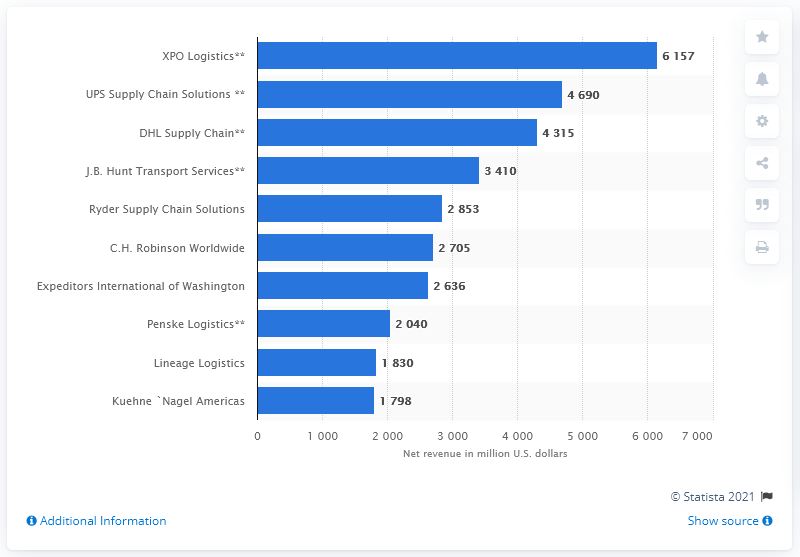 XPO Logistics** 6 157
UPS Supply Chain Solutions ** 4 690
DHL Supply Chain** 4 315
J.B. Hunt Transport Services** 3 410
Ryder Supply Chain Solutions 2 853
C.H. Robinson Worldwide 2 705
Expeditors International of Washington 2 636
Penske Logistics** 2 040
Lineage Logistics 1 830
Kuehne `Nagel Americas 1 798
0 1 000 2 000 3 000 4 000 5 000 6 000 7 000
Net revenue in million U.S. dollars
© Statista 2021
Additional Information Show source